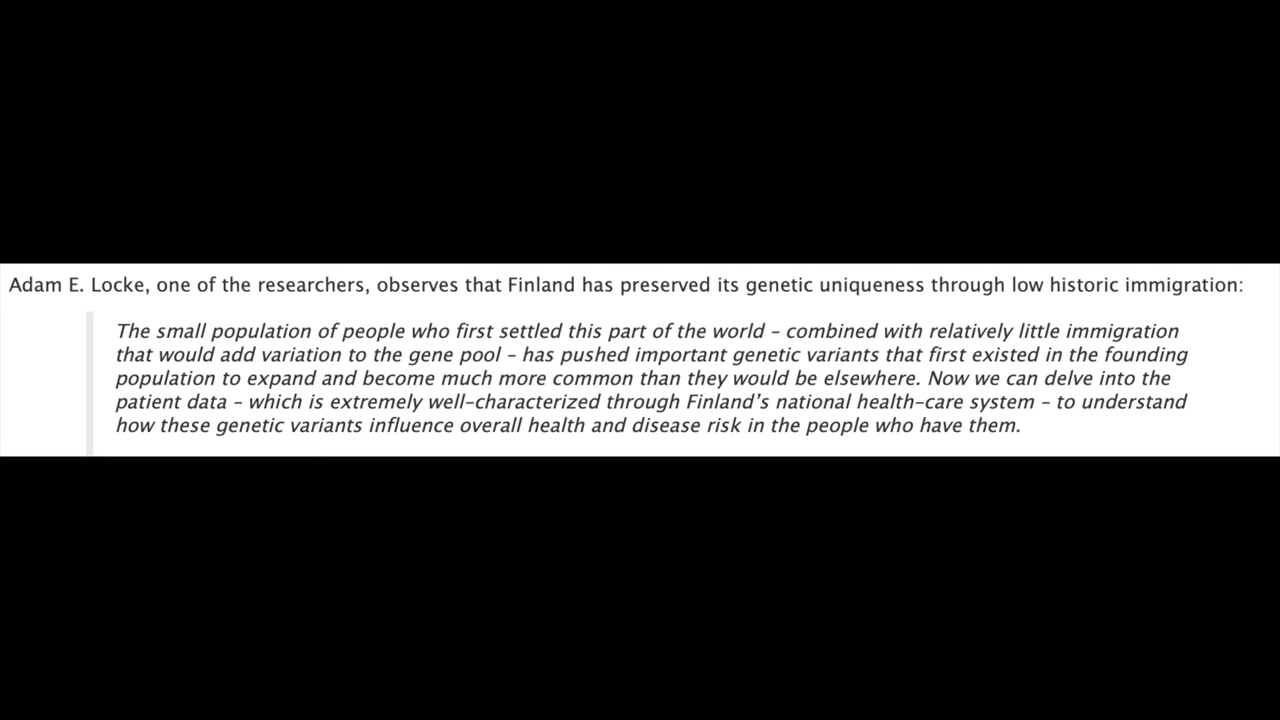 Adam E. Locke, one of the researchers, observes that Finland has preserved its genetic uniqueness through low historic immigration:
The small population of people who first settled this part of the world – combined with relatively little immigration
that would add variation to the gene pool – has pushed important genetic variants that first existed in the founding
population to expand and become much more common than they would be elsewhere. Now we can delve into the
patient data – which is extremely well-characterized through Finland’s national health-care system – to understand
how these genetic variants influence overall health and disease risk in the people who have them.